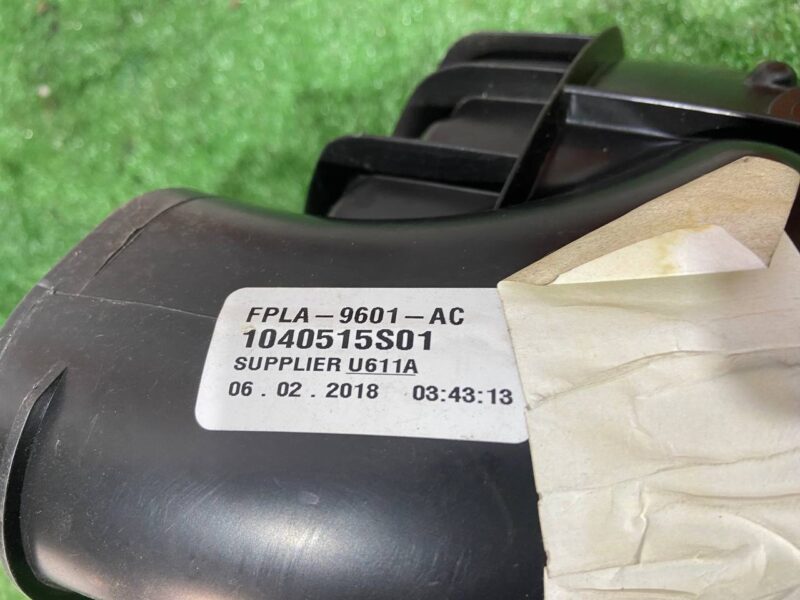 FPLA-9601-AC
1040515S01
SUPPLIER U611A
06.02.2018 03:43:13